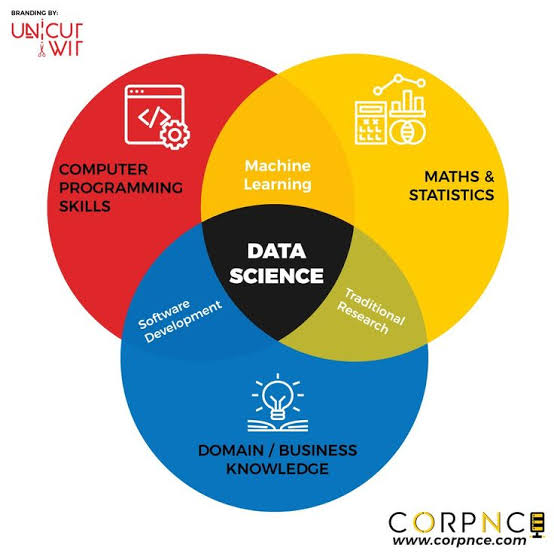 BRANDING BY:
UNICUT
WIT
COMPUTER
PROGRAMMING
SKILLS
Machine
Learning
MATHS &
STATISTICS
DATA
SCIENCE
Software
Development
Traditional
Research
DOMAIN / BUSINESS
KNOWLEDGE
CORPNCE
www.corpnce.com